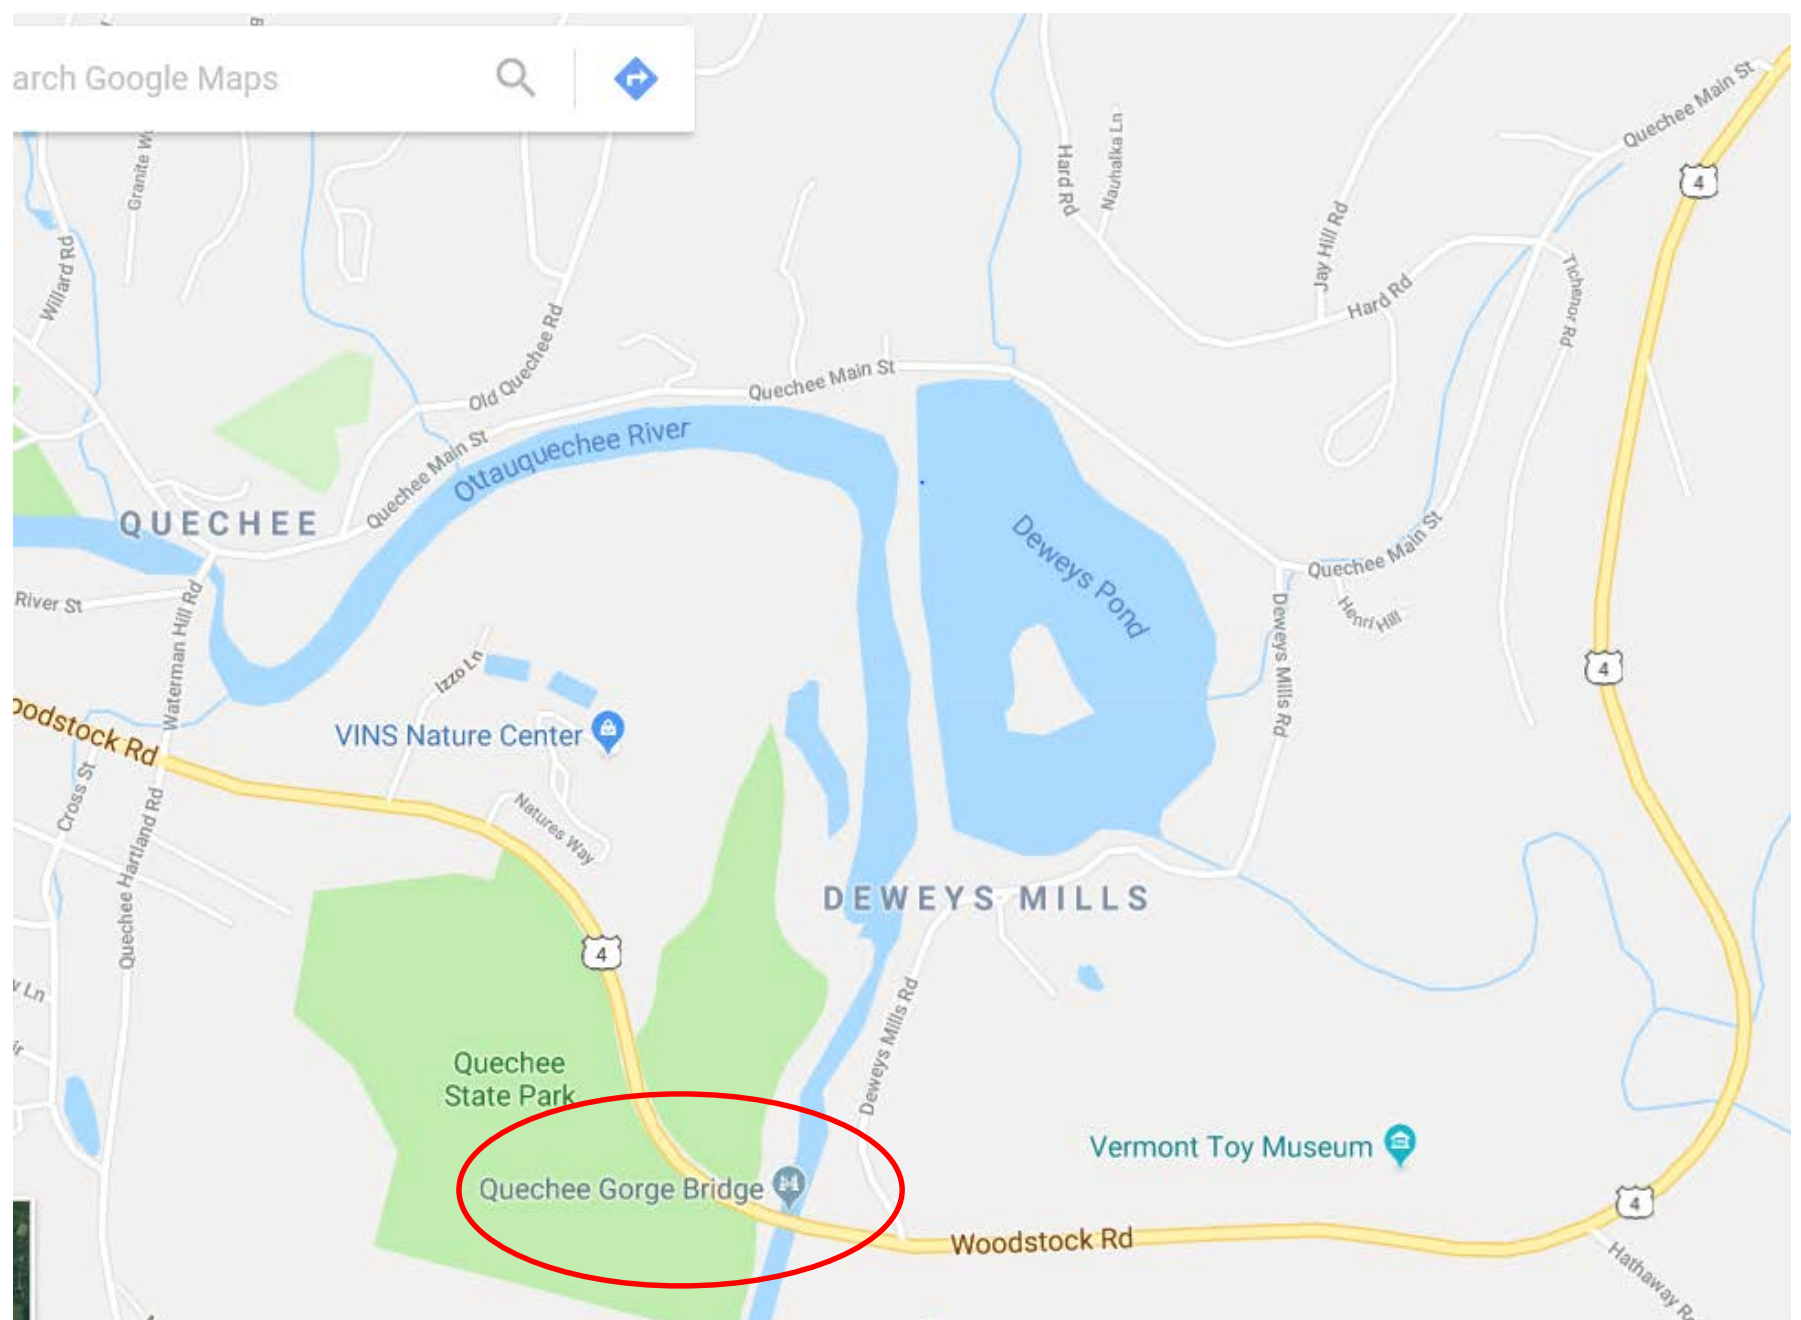 arch Google Maps
Granite W
Willard Rd
Hard Rd
Nauhalka Ln
Quechee Main St
4
Jay Hill Rd
Hard Rd
Tichenor Rd
Old Quechee Rd
Quechee Main St
Quechee Main St
Ottauquechee River
QUECHEE
Deweys Pond
Quechee Main St
Henri Hill
River St
Waterman Hill Rd
Deweys Mills Rd
4
Izzo Ln
oodstock Rd
VINS Nature Center
Cross St
Natures Way
Quechee Hartland Rd
DEWEYS MILLS
4
Ln
Deweys Mills Rd
Quechee
State Park
Vermont Toy Museum
Quechee Gorge Bridge
4
Woodstock Rd
Hathaway R